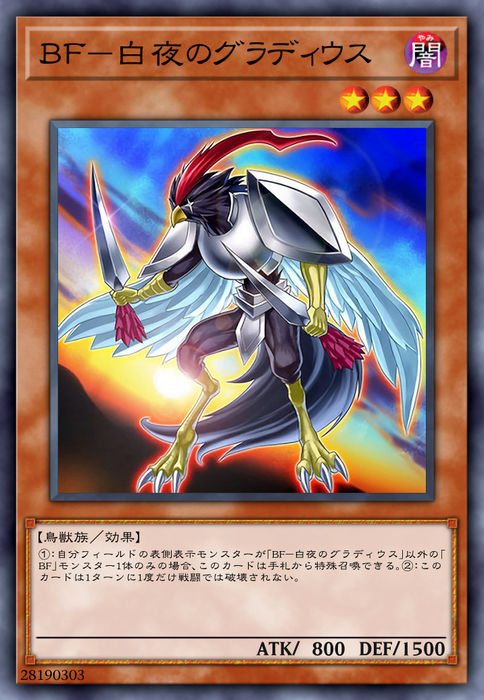 BF－白夜のグラディウス
やみ
闇
【鳥獣族／効果】
①：自分フィールドの表側表示モンスターが「BF－白夜のグラディウス」以外の「
BF」モンスター1体のみの場合、このカードは手札から特殊召喚できる。②：この
カードは1ターンに1度だけ戦闘では破壊されない。
ATK/ 800 DEF/1500
28190303